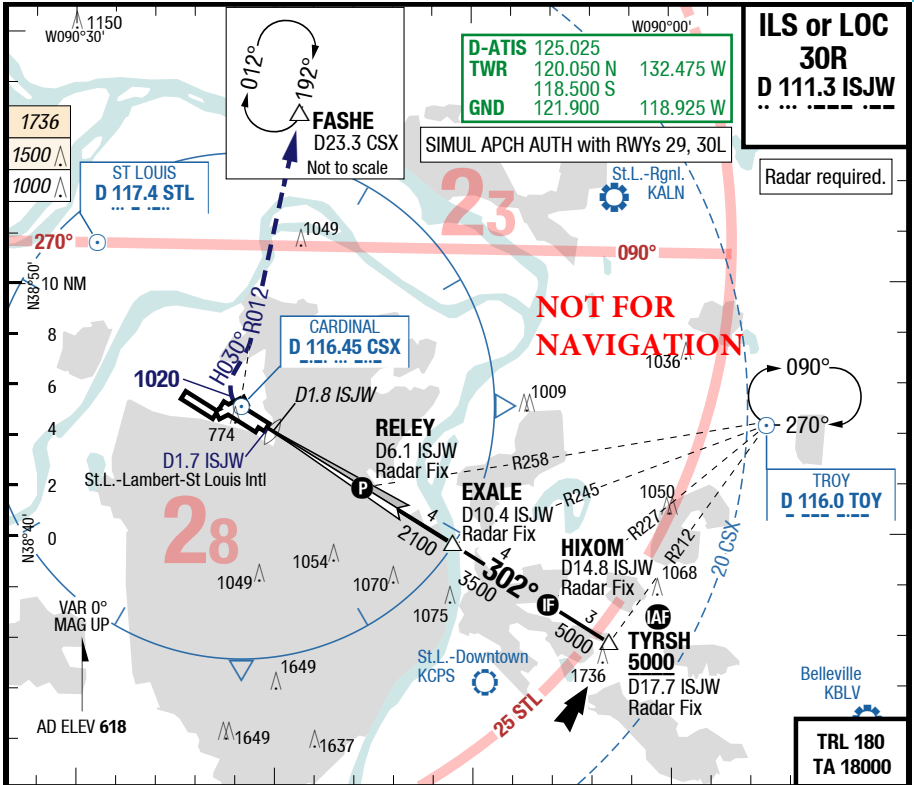 1150
W090°30'
012°
192°
FASHE
D23.3 CSX
Not to scale
W090°00'
D-ATIS 125.025
TWR 120.050 N 132.475 W
118.500 S
GND 121.900 118.925 W
SIMUL APCH AUTH with RWYs 29, 30L
ILS or LOC
30R
D 111.3 ISJW
Radar required.
1736
1500
1000
ST LOUIS
D 117.4 STL
St.L.-Rgnl.
KALN
23
1049
270°
090°
N38°50'
10 NM
8
6
4
2
0
N38°40'
H030°
R012
CARDINAL
D 116.45 CSX
NOT FOR
NAVIGATION
1036
1020
D1.8 ISJW
1009
090°
270°
774
D1.7 ISJW
St.L.-Lambert-St Louis Intl
RELEY
D6.1 ISJW
Radar Fix
P
R258
R245
R227
R212
TROY
D 116.0 TOY
EXALE
D10.4 ISJW
Radar Fix
1050
28
4
2100
4
3500
302°
HIXOM
D14.8 ISJW
Radar Fix
1068
20 CSX
1054
1049
1070
1075
IF
3
5000
IAF
TYRSH
5000
D17.7 ISJW
Radar Fix
VAR 0°
MAG UP
1649
St.L.-Downtown
KCPS
1736
25 STL
Belleville
KBLV
AD ELEV 618
1649
1637
TRL 180
TA 18000